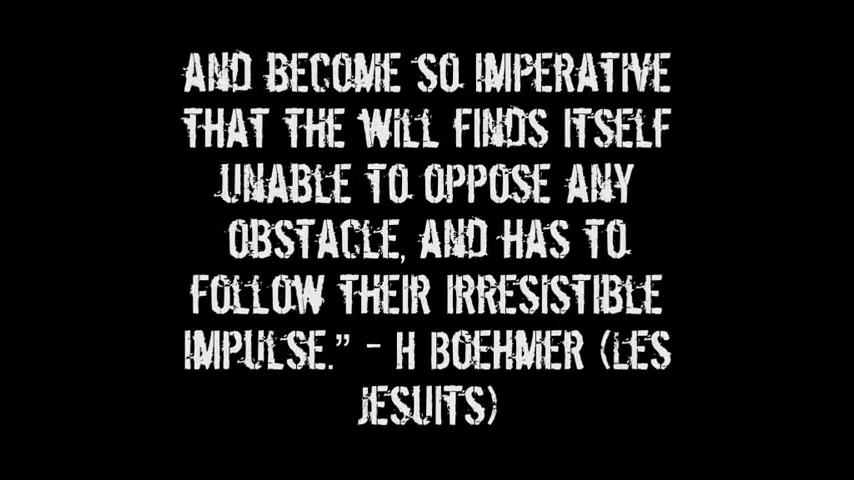 AND BECOME SO IMPERATIVE
THAT THE WILL FINDS ITSELF
UNABLE TO OPPOSE ANY
OBSTACLE, AND HAS TO
FOLLOW THEIR IRRESISTIBLE
IMPULSE.” - H BOEHMER (LES
JESUITS)